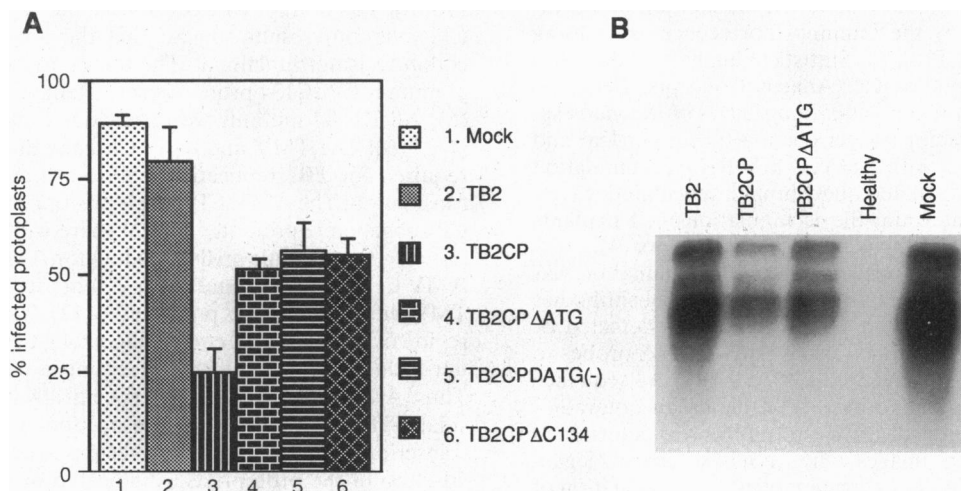 A
% infected protoplasts
100
75
50
25
0
1 2 3 4 5 6
1. Mock
2. TB2
3. TB2CP
4. TB2CPΔATG
5. TB2CPDATG(-)
6. TB2CPΔC134
B
TB2
TB2CP
TB2CPΔATG
Healthy
Mock